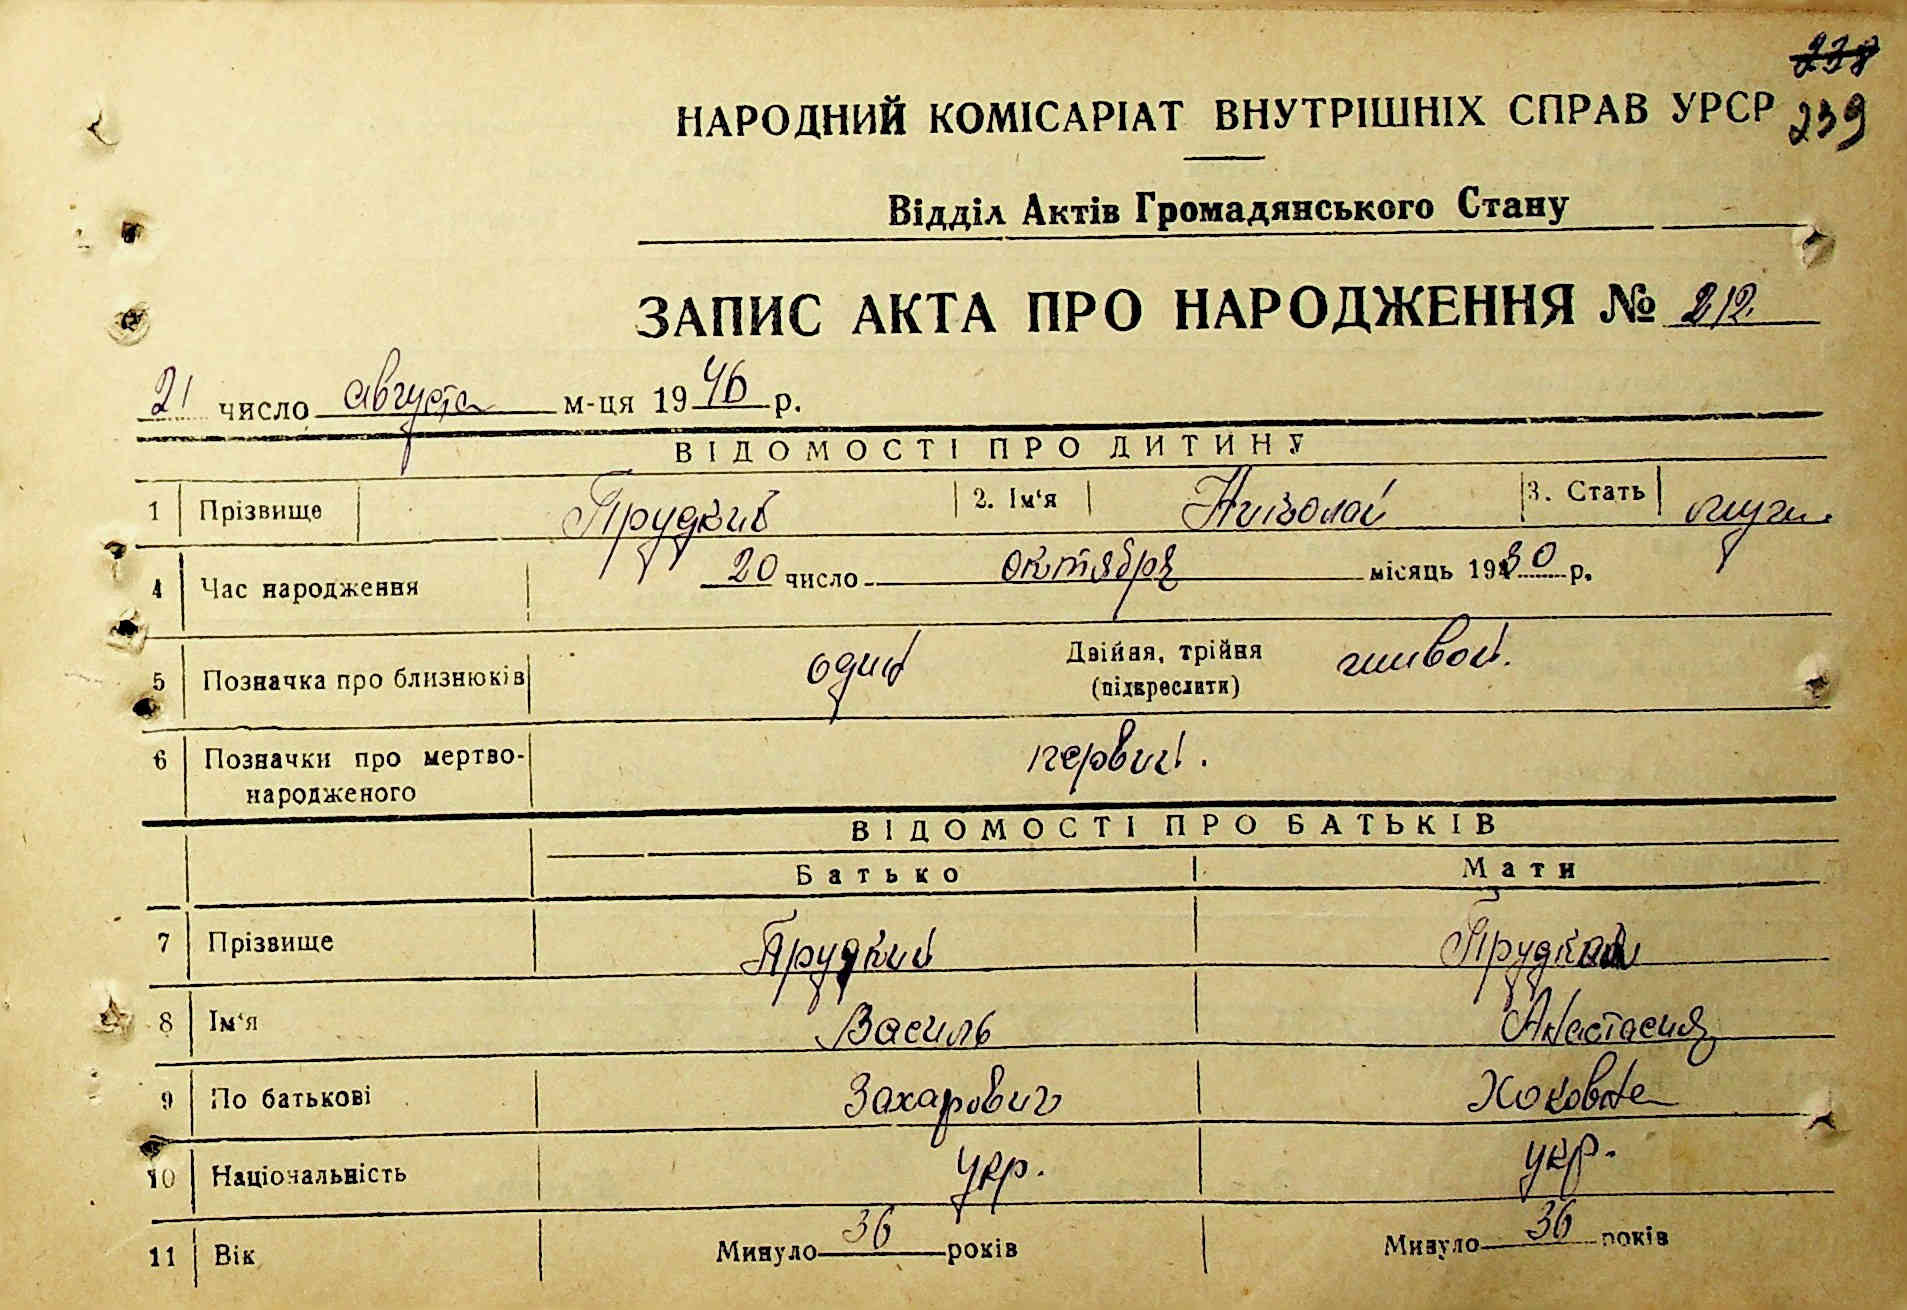 238
239
НАРОДНИЙ КОМІСАРІАТ ВНУТРІШНІХ СПРАВ УРСР
Відділ Актів Громадянського Стану
ЗАПИС АКТА ПРО НАРОДЖЕННЯ № 212.
21 число августа м-ця 1946 р.
ВІДОМОСТІ ПРО ДИТИНУ
1 Прізвище Прудкий 2. Ім'я Николай 3. Стать муж.
4 Час народження 20 число октября місяць 1930 р.
5 Позначка про близнюків один Двійня, трійня (підкреслити) живой.
6 Позначки про мертвонародженого первий.
ВІДОМОСТІ ПРО БАТЬКІВ
Батько Мати
7 Прізвище Прудкий Прудкая
8 Ім'я Василь Анастасия
9 По батькові Захарович
10 Національність укр. укр.
11 Вік Минуло 36 років Минуло 36 років